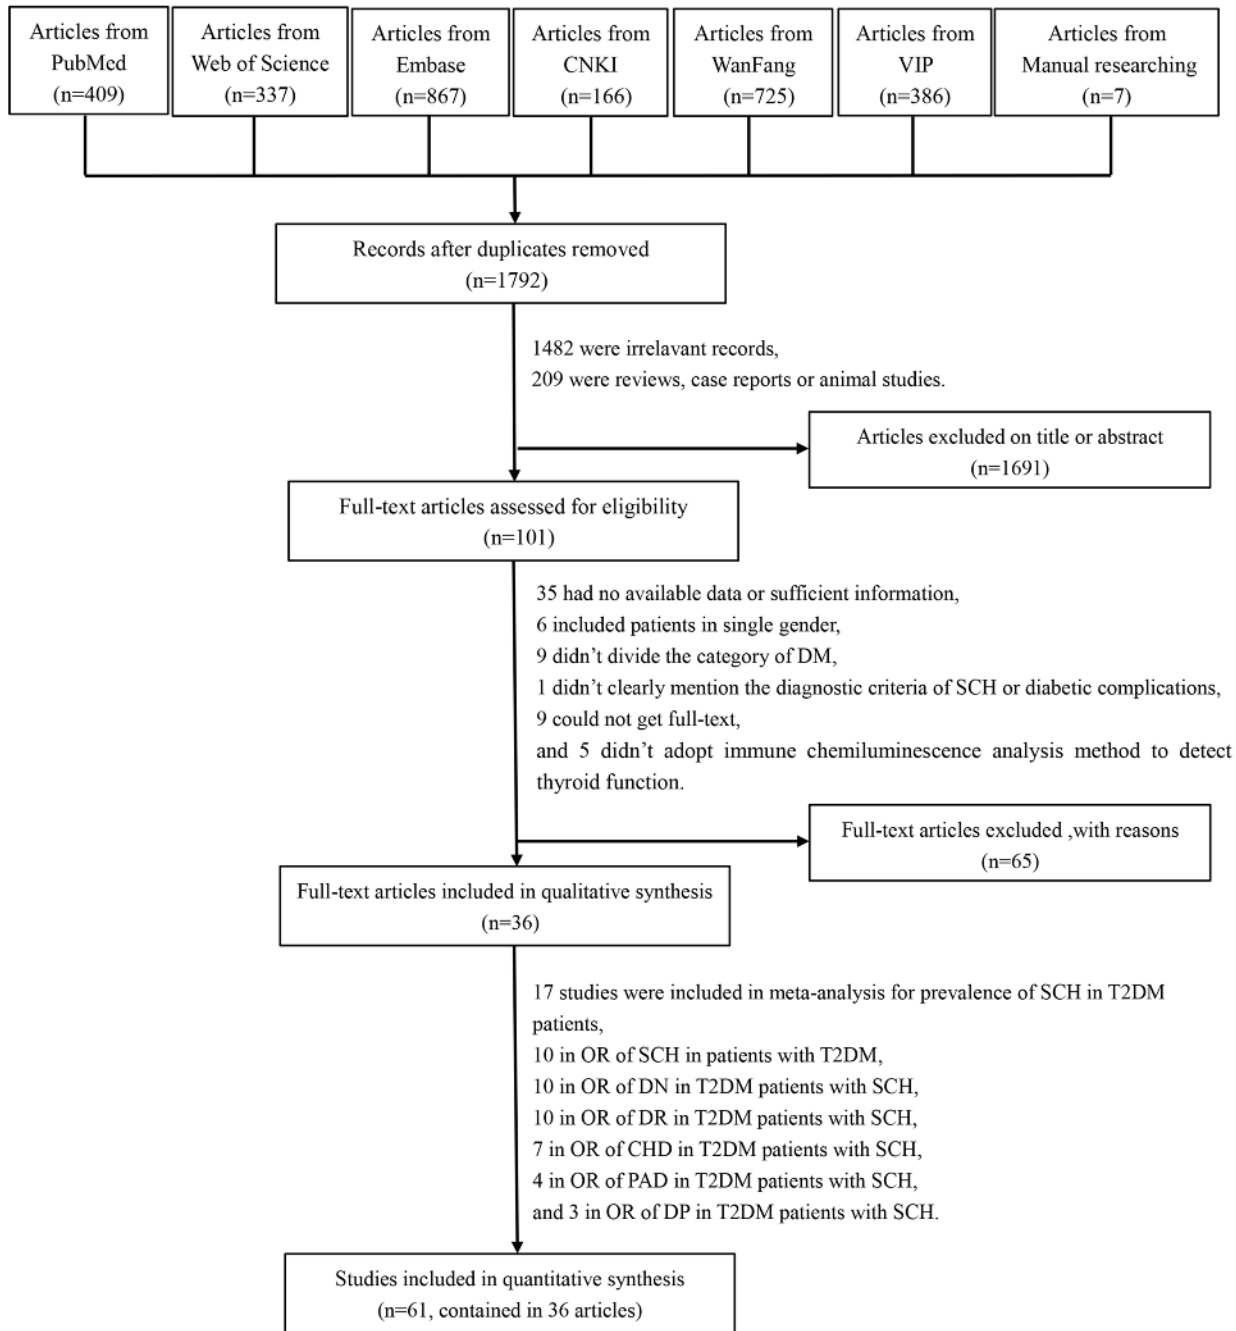 Articles from
PubMed
(n=409)
Articles from
Web of Science
(n=337)
Articles from
Embase
(n=867)
Articles from
CNKI
(n=166)
Articles from
WanFang
(n=725)
Articles from
VIP
(n=386)
Articles from
Manual researching
(n=7)
Records after duplicates removed
(n=1792)
1482 were irrelavant records,
209 were reviews, case reports or animal studies.
Articles excluded on title or abstract
(n=1691)
Full-text articles assessed for eligibility
(n=101)
35 had no available data or sufficient information,
6 included patients in single gender,
9 didn’t divide the category of DM,
1 didn’t clearly mention the diagnostic criteria of SCH or diabetic complications,
9 could not get full-text,
and 5 didn’t adopt immune chemiluminescence analysis method to detect
thyroid function.
Full-text articles excluded ,with reasons
(n=65)
Full-text articles included in qualitative synthesis
(n=36)
17 studies were included in meta-analysis for prevalence of SCH in T2DM
patients,
10 in OR of SCH in patients with T2DM,
10 in OR of DN in T2DM patients with SCH,
10 in OR of DR in T2DM patients with SCH,
7 in OR of CHD in T2DM patients with SCH,
4 in OR of PAD in T2DM patients with SCH,
and 3 in OR of DP in T2DM patients with SCH.
Studies included in quantitative synthesis
(n=61, contained in 36 articles)